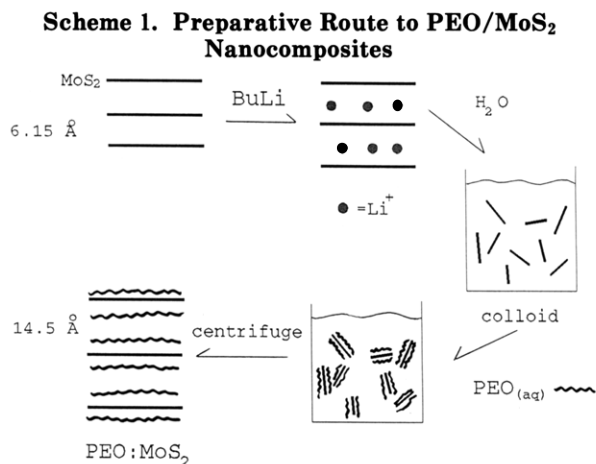 Scheme 1. Preparative Route to PEO/MoS₂
Nanocomposites
MoS₂
BuLi
H₂O
6.15 Å
● =Li⁺
colloid
14.5 Å
centrifuge
PEO₍aq₎
PEO:MoS₂